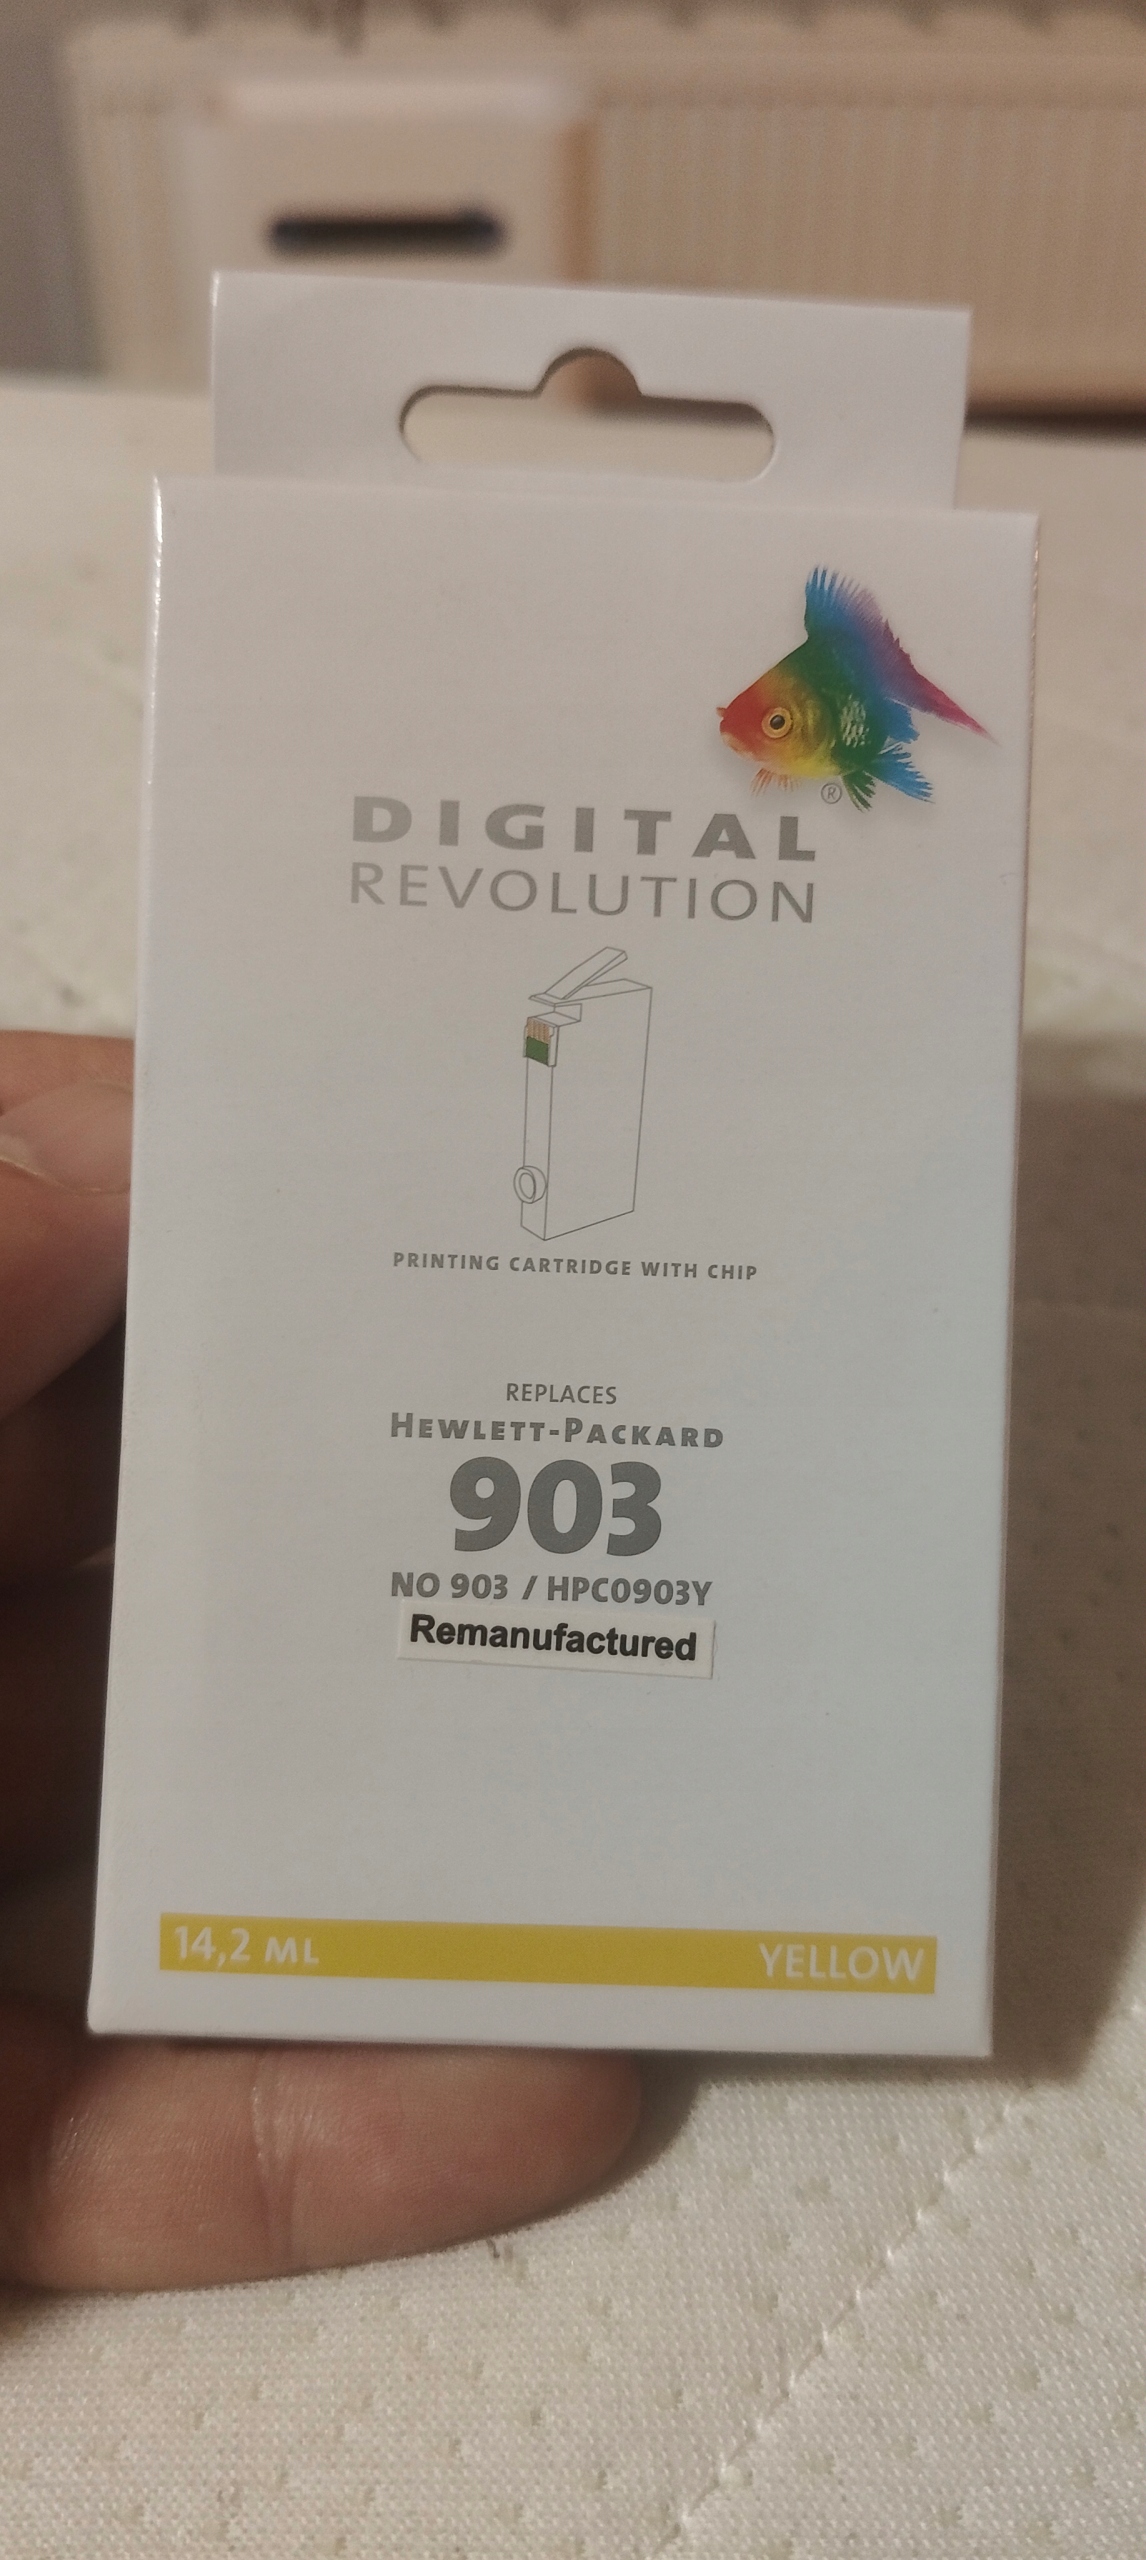 ®
DIGITAL
REVOLUTION
PRINTING CARTRIDGE WITH CHIP
REPLACES
HEWLETT-PACKARD
903
NO 903 / HPC0903Y
Remanufactured
14,2 ML YELLOW